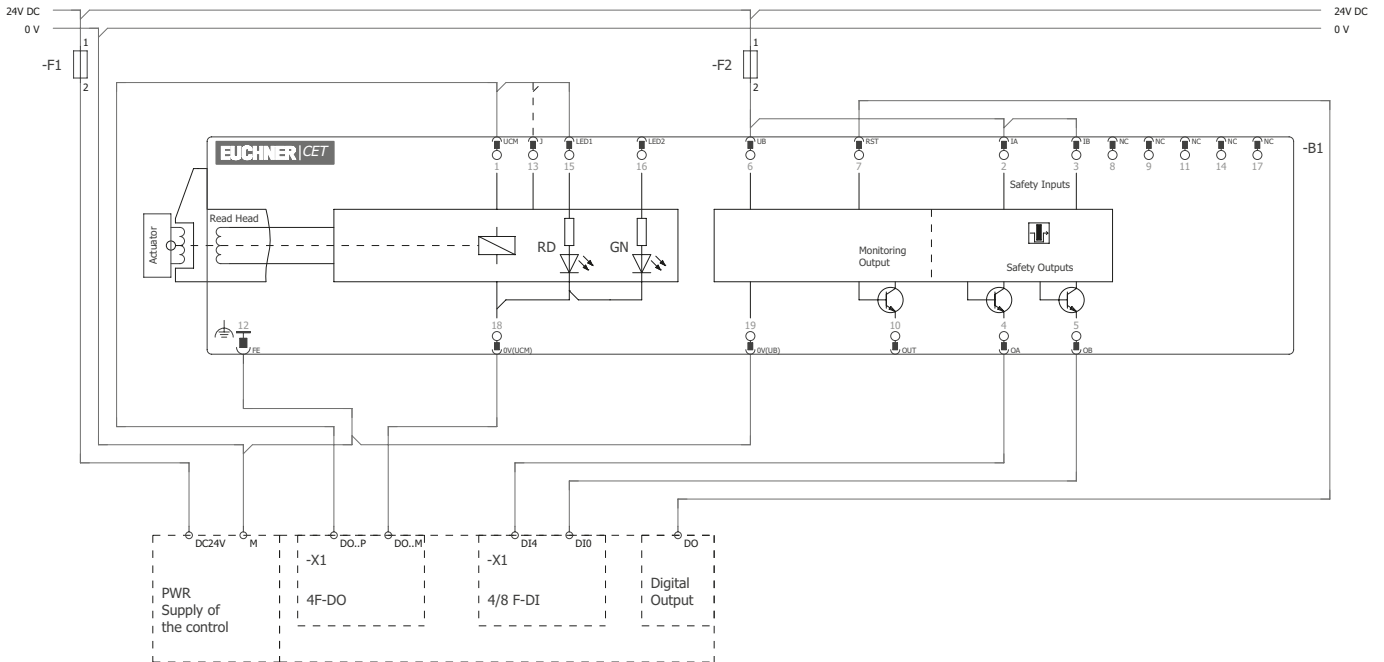 24V DC
0 V
24V DC
0 V
-F1
1
2
-F2
1
2
EUCHNER CET
UCM
1
J
13
LED1
15
LED2
16
UB
6
RST
7
IA
2
IB
3
NC
8
NC
9
NC
11
NC
14
NC
17
-B1
Safety Inputs
Actuator
Read Head
RD
GN
Monitoring
Output
Safety Outputs
12
FE
18
0V(UCM)
19
0V(UB)
10
OUT
4
OA
5
OB
DC24V
M
DO..P
DO..M
DI4
DI0
DO
PWR
Supply of
the control
-X1
4F-DO
-X1
4/8 F-DI
Digital
Output